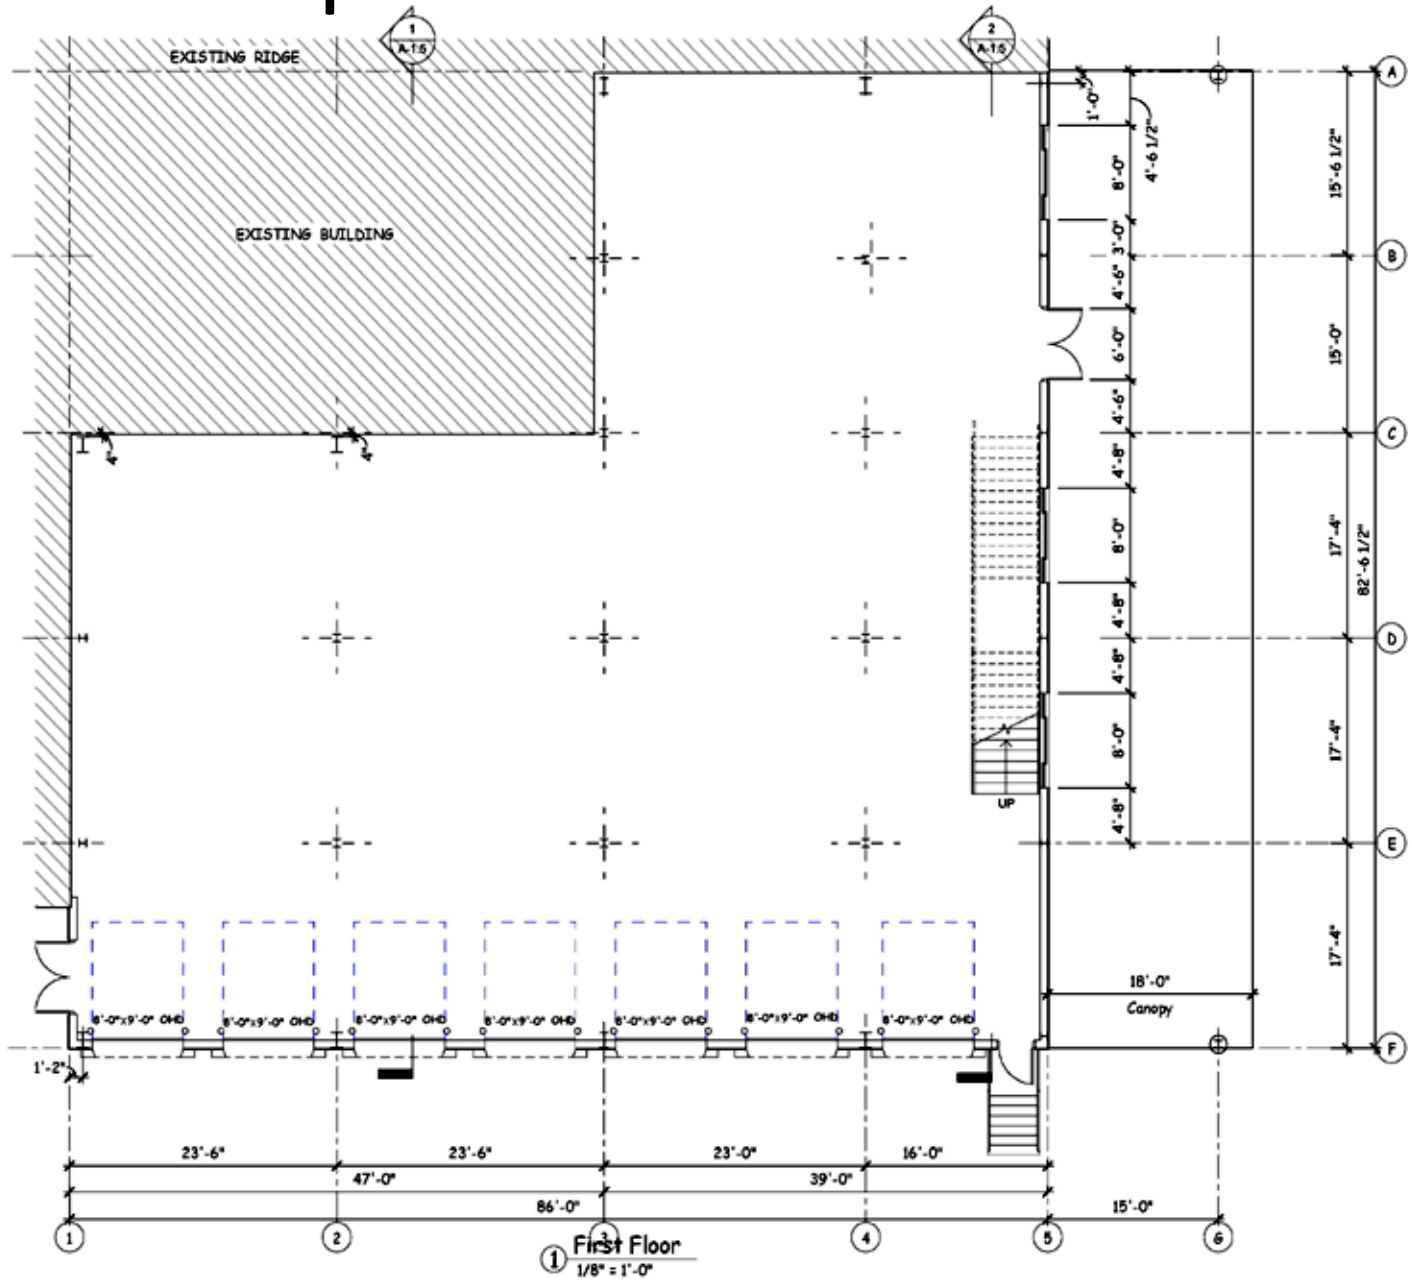 1
A-1.5
2
A-1.5
EXISTING RIDGE
A
1'-0"
4'-6 1/2"
8'-0"
15'-6 1/2"
EXISTING BUILDING
3'-0"
B
4'-6"
6'-0"
15'-0"
4'-6"
C
4"
4"
4'-8"
8'-0"
17'-4"
82'-6 1/2"
4'-8"
D
4'-8"
8'-0"
17'-4"
UP
4'-8"
E
17'-4"
18'-0"
Canopy
8'-0"x9'-0" OHD
8'-0"x9'-0" OHD
8'-0"x9'-0" OHD
8'-0"x9'-0" OHD
8'-0"x9'-0" OHD
8'-0"x9'-0" OHD
8'-0"x9'-0" OHD
F
1'-2"
23'-6"
23'-6"
23'-0"
16'-0"
47'-0"
39'-0"
86'-0"
15'-0"
1
2
3
4
5
6
1
First Floor
1/8" = 1'-0"